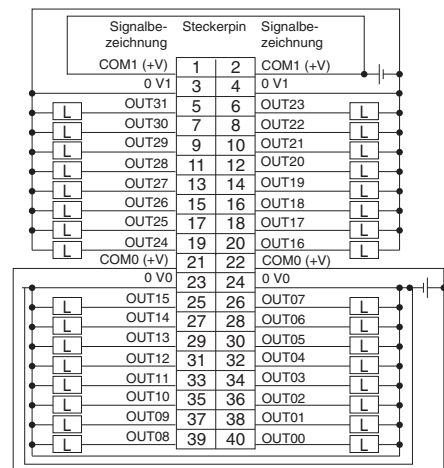 Signalbe- Steckerpin Signalbe-
zeichnung zeichnung
COM1 (+V) 1 2 COM1 (+V)
0 V1 3 4 0 V1
L OUT31 5 6 OUT23 L
L OUT30 7 8 OUT22 L
L OUT29 9 10 OUT21 L
L OUT28 11 12 OUT20 L
L OUT27 13 14 OUT19 L
L OUT26 15 16 OUT18 L
L OUT25 17 18 OUT17 L
L OUT24 19 20 OUT16 L
COM0 (+V) 21 22 COM0 (+V)
0 V0 23 24 0 V0
L OUT15 25 26 OUT07 L
L OUT14 27 28 OUT06 L
L OUT13 29 30 OUT05 L
L OUT12 31 32 OUT04 L
L OUT11 33 34 OUT03 L
L OUT10 35 36 OUT02 L
L OUT09 37 38 OUT01 L
L OUT08 39 40 OUT00 L